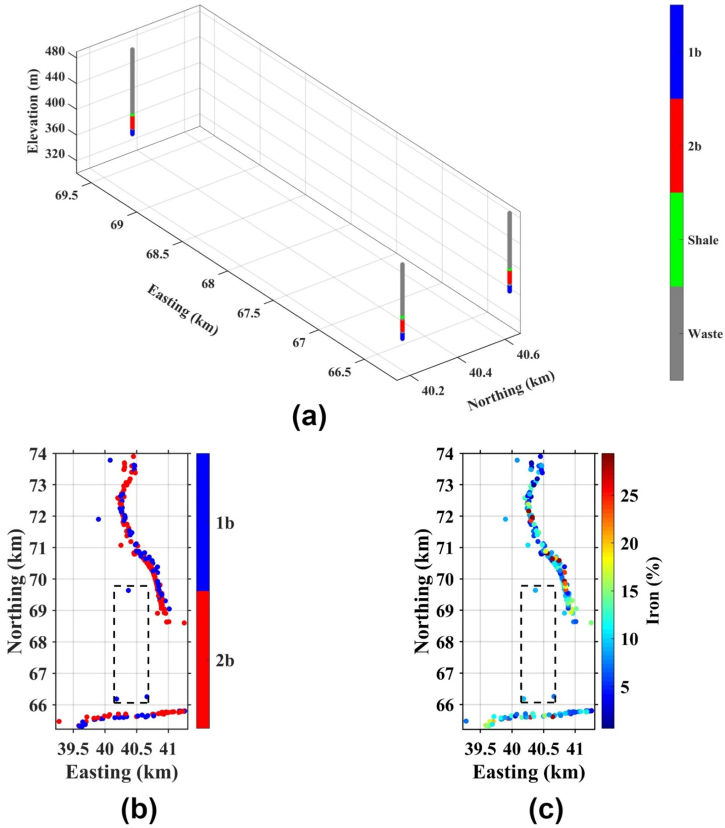 480
440
400
360
320
Elevation (m)
69.5
69
68.5
68
67.5
67
66.5
Easting (km)
40.2
40.4
40.6
Northing (km)
1b
2b
Shale
Waste
(a)
74
73
72
71
70
69
68
67
66
Northing (km)
39.5 40 40.5 41
Easting (km)
1b
2b
(b)
74
73
72
71
70
69
68
67
66
Northing (km)
39.5 40 40.5 41
Easting (km)
25
20
15
10
5
Iron (%)
(c)